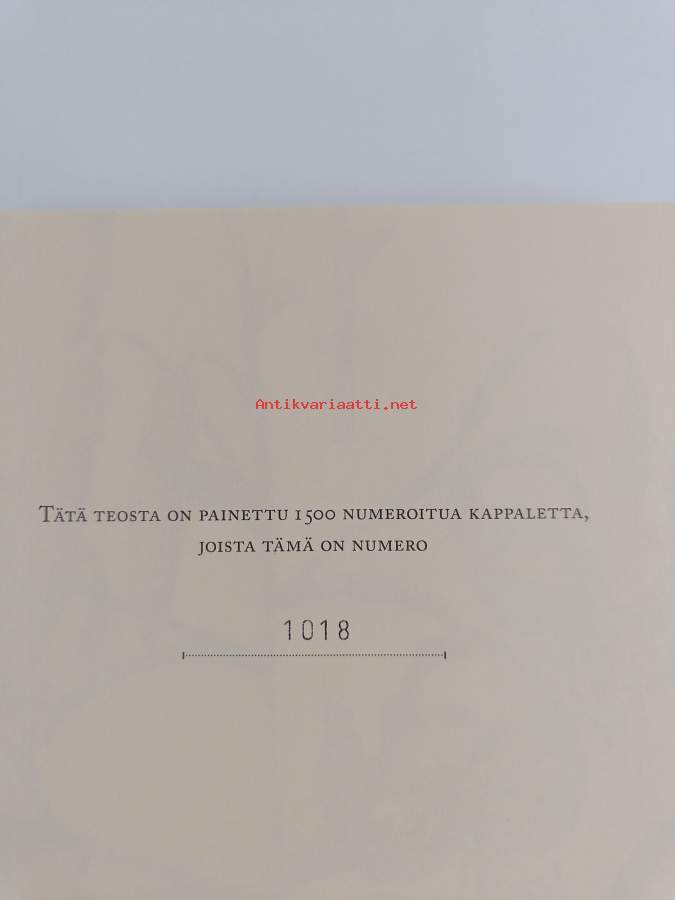 Antikvariaatti.net
Tätä teosta on painettu 1500 numeroitua kappaletta,
joista tämä on numero
1018